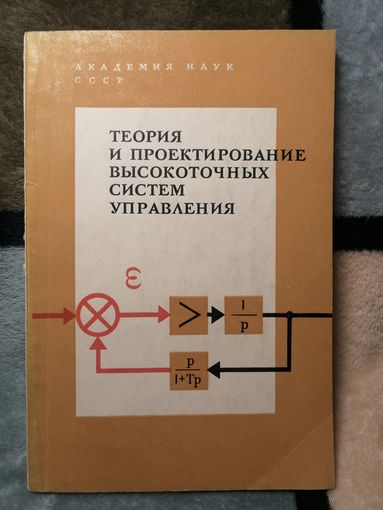 АКАДЕМИЯ НАУК
СССР
ТЕОРИЯ
И ПРОЕКТИРОВАНИЕ
ВЫСОКОТОЧНЫХ
СИСТЕМ
УПРАВЛЕНИЯ
ε
>
1
p
p
1+Tp